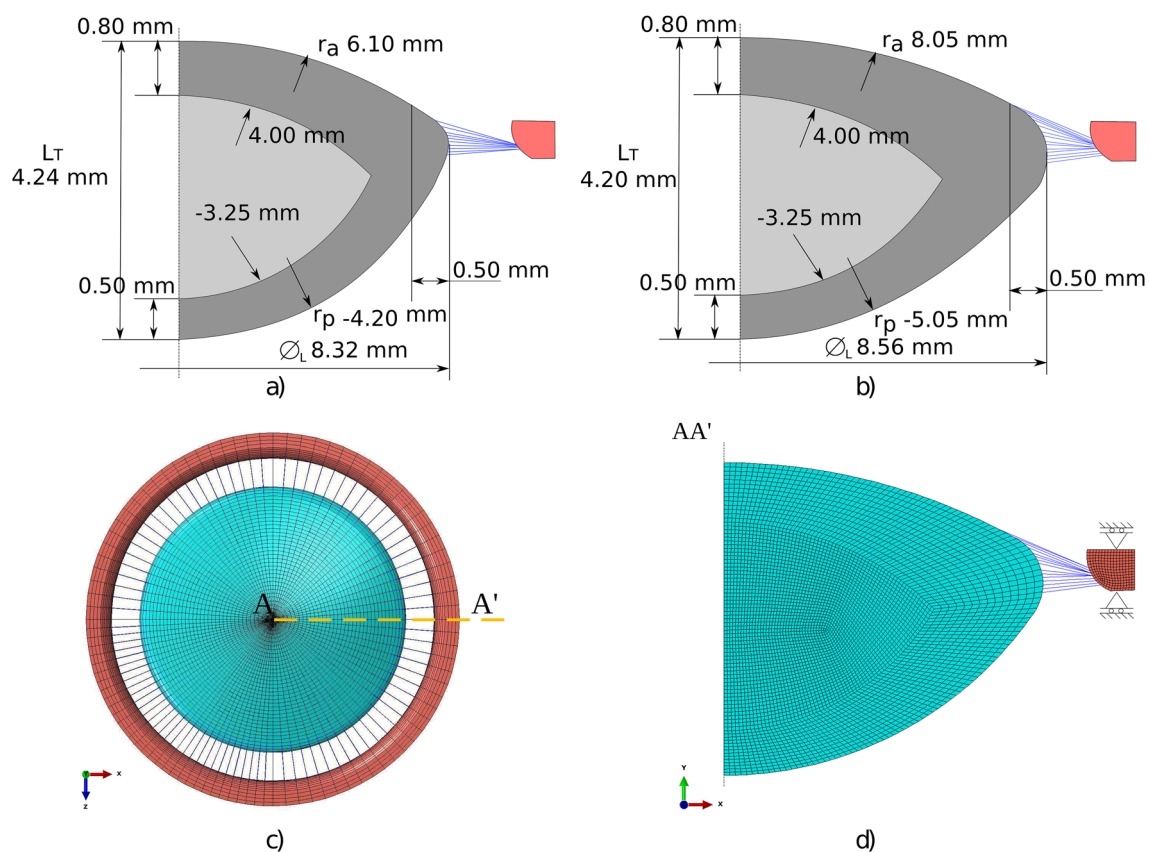 0.80 mm
ra 6.10 mm
4.00 mm
LT
4.24 mm
-3.25 mm
0.50 mm
0.50 mm
rp -4.20 mm
∅L 8.32 mm
a)
0.80 mm
ra 8.05 mm
4.00 mm
LT
4.20 mm
-3.25 mm
0.50 mm
0.50 mm
rp -5.05 mm
∅L 8.56 mm
b)
A
A'
Y
X
Z
c)
AA'
Y
X
d)